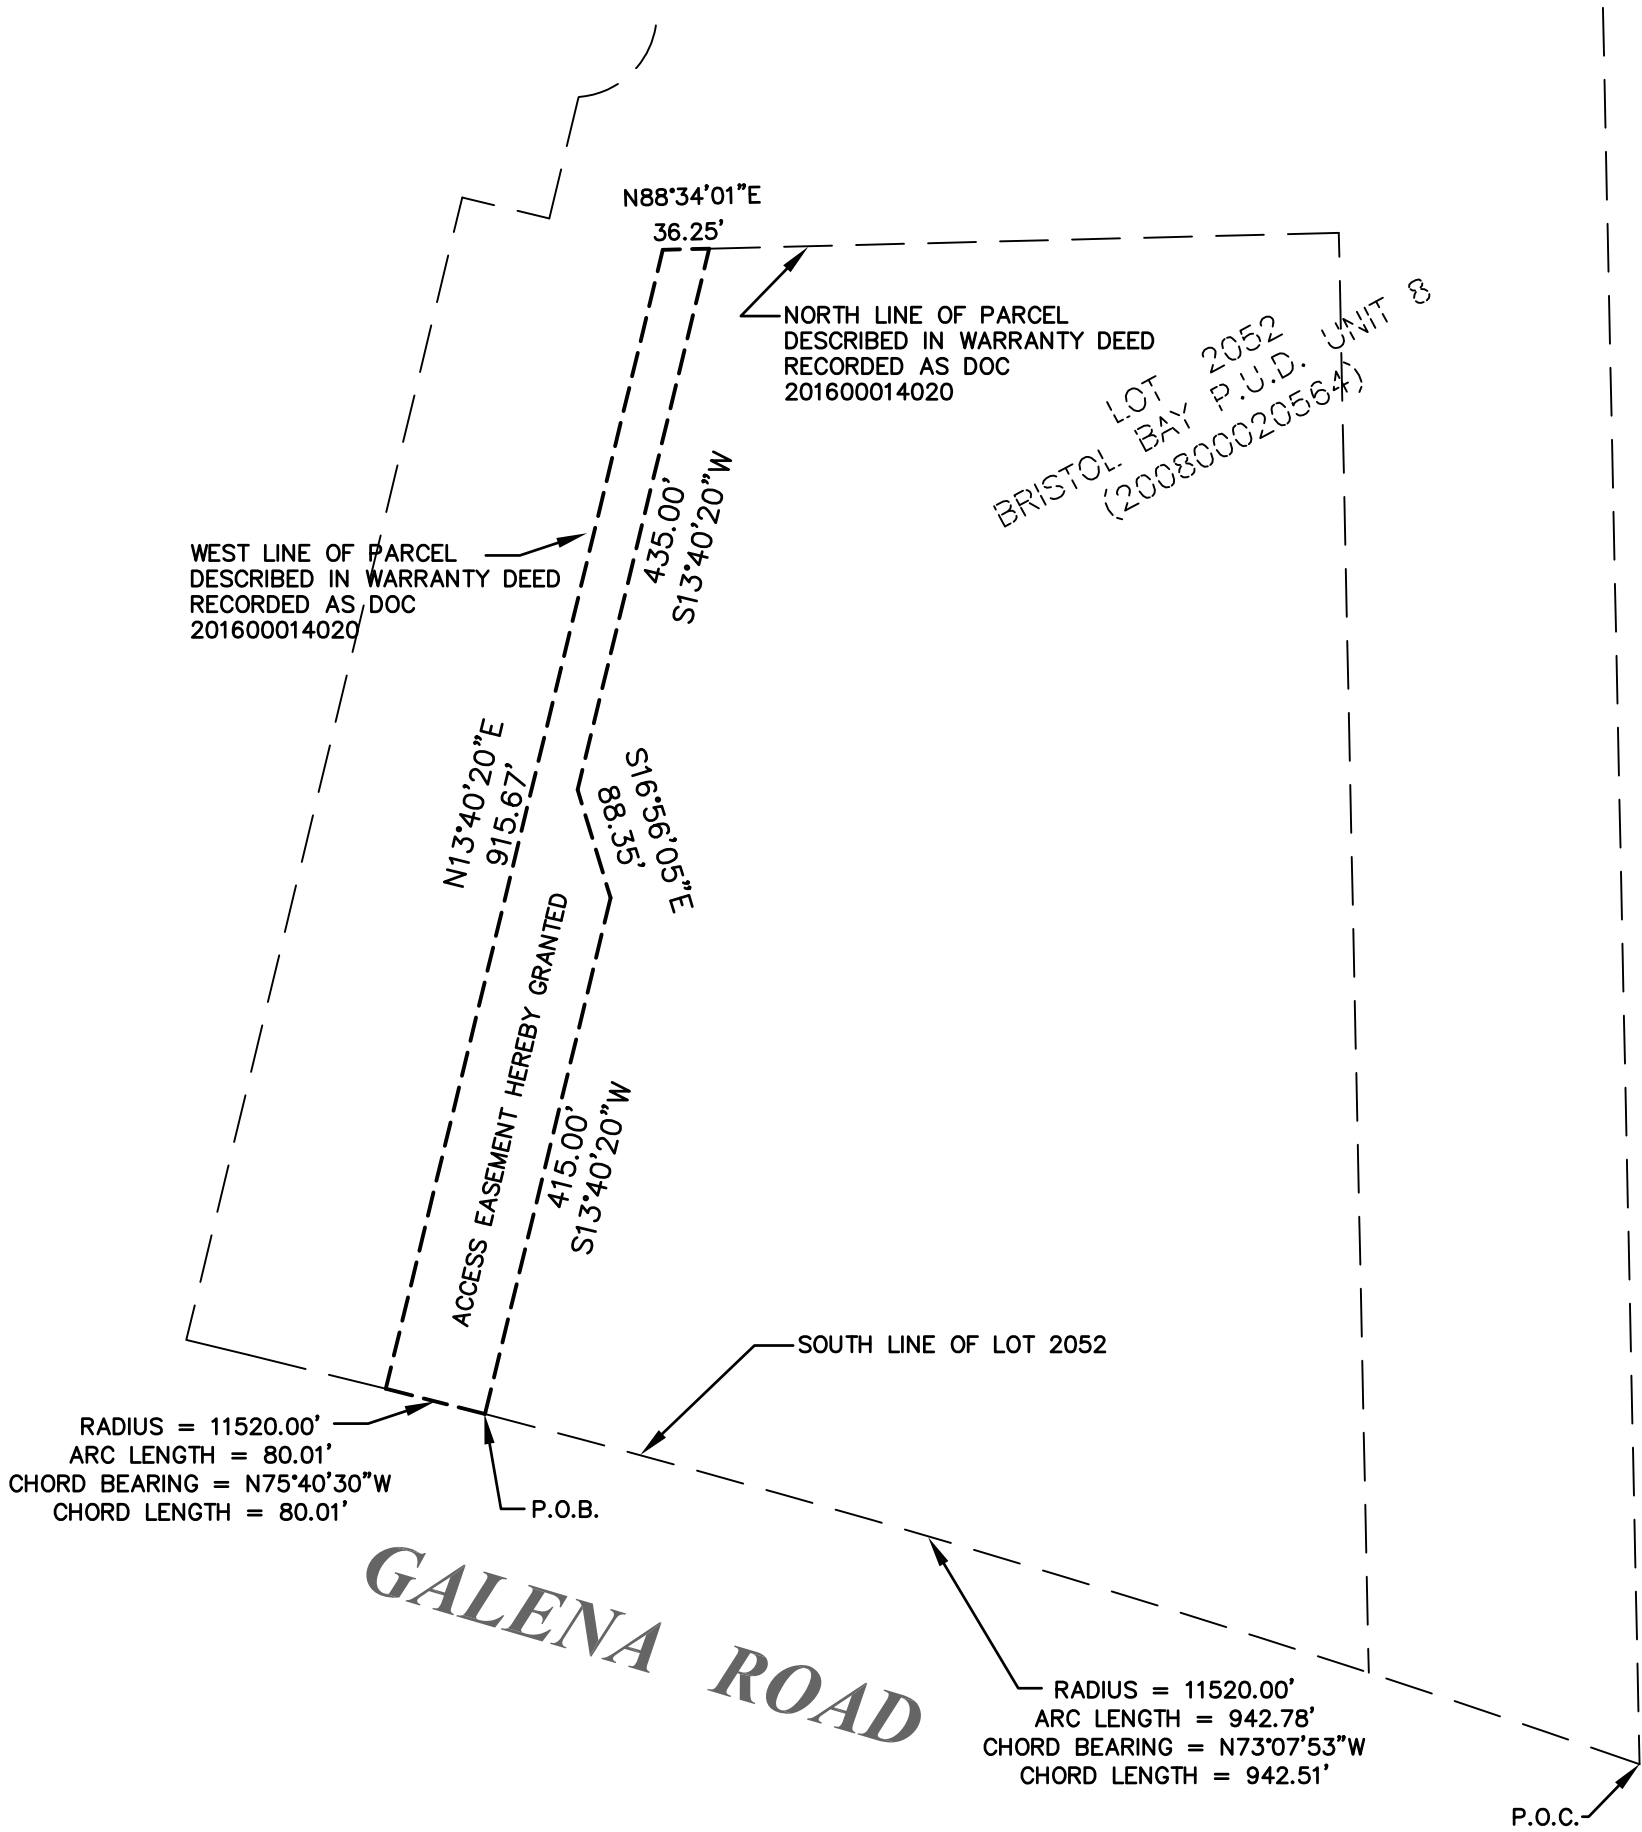 N88°34'01"E
36.25'
NORTH LINE OF PARCEL
DESCRIBED IN WARRANTY DEED
RECORDED AS DOC
201600014020
LOT 2052
BRISTOL BAY P.U.D. UNIT 8
(200800020564)
435.00'
S13°40'20"W
WEST LINE OF PARCEL
DESCRIBED IN WARRANTY DEED
RECORDED AS DOC
201600014020
N13°40'20"E
915.67'
S16°56'05"E
88.35'
ACCESS EASEMENT HEREBY GRANTED
415.00'
S13°40'20"W
SOUTH LINE OF LOT 2052
RADIUS = 11520.00'
ARC LENGTH = 80.01'
CHORD BEARING = N75°40'30"W
CHORD LENGTH = 80.01'
P.O.B.
GALENA ROAD
RADIUS = 11520.00'
ARC LENGTH = 942.78'
CHORD BEARING = N73°07'53"W
CHORD LENGTH = 942.51'
P.O.C.